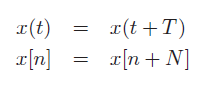 x(t) = x(t + T)
x[n] = x[n + N]